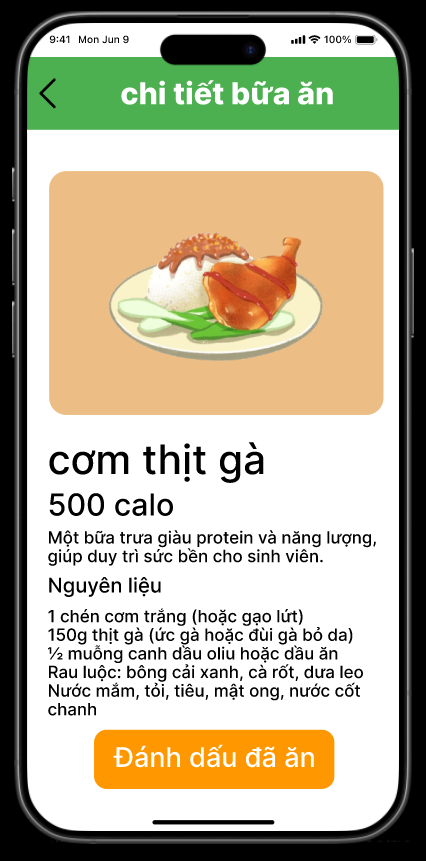 9:41 Mon Jun 9 100%
chi tiết bữa ăn
cơm thịt gà
500 calo
Một bữa trưa giàu protein và năng lượng,
giúp duy trì sức bền cho sinh viên.
Nguyên liệu
1 chén cơm trắng (hoặc gạo lứt)
150g thịt gà (ức gà hoặc đùi gà bỏ da)
½ muỗng canh dầu oliu hoặc dầu ăn
Rau luộc: bông cải xanh, cà rốt, dưa leo
Nước mắm, tỏi, tiêu, mật ong, nước cốt
chanh
Đánh dấu đã ăn